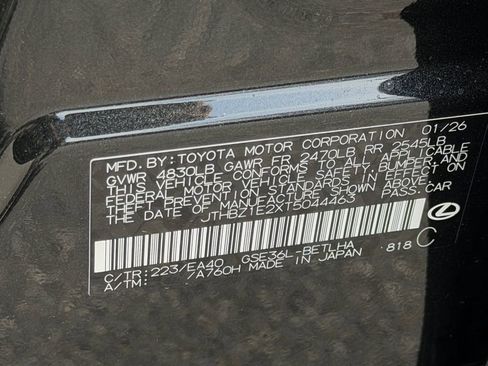 MFD. BY: TOYOTA MOTOR CORPORATION 01/26
GVWR 4830LB GAWR FR 2470LB RR 2545LB
THIS VEHICLE CONFORMS TO ALL APPLICABLE
FEDERAL MOTOR VEHICLE SAFETY, BUMPER, AND
THEFT PREVENTION STANDARDS IN EFFECT ON
THE DATE OF MANUFACTURE SHOWN ABOVE.
JTHBZ1E2XT5044463 PASS-CAR
C/TR: 223/EA40 GSE36L-BETLHA
A/TM: /A760H MADE IN JAPAN 818 C